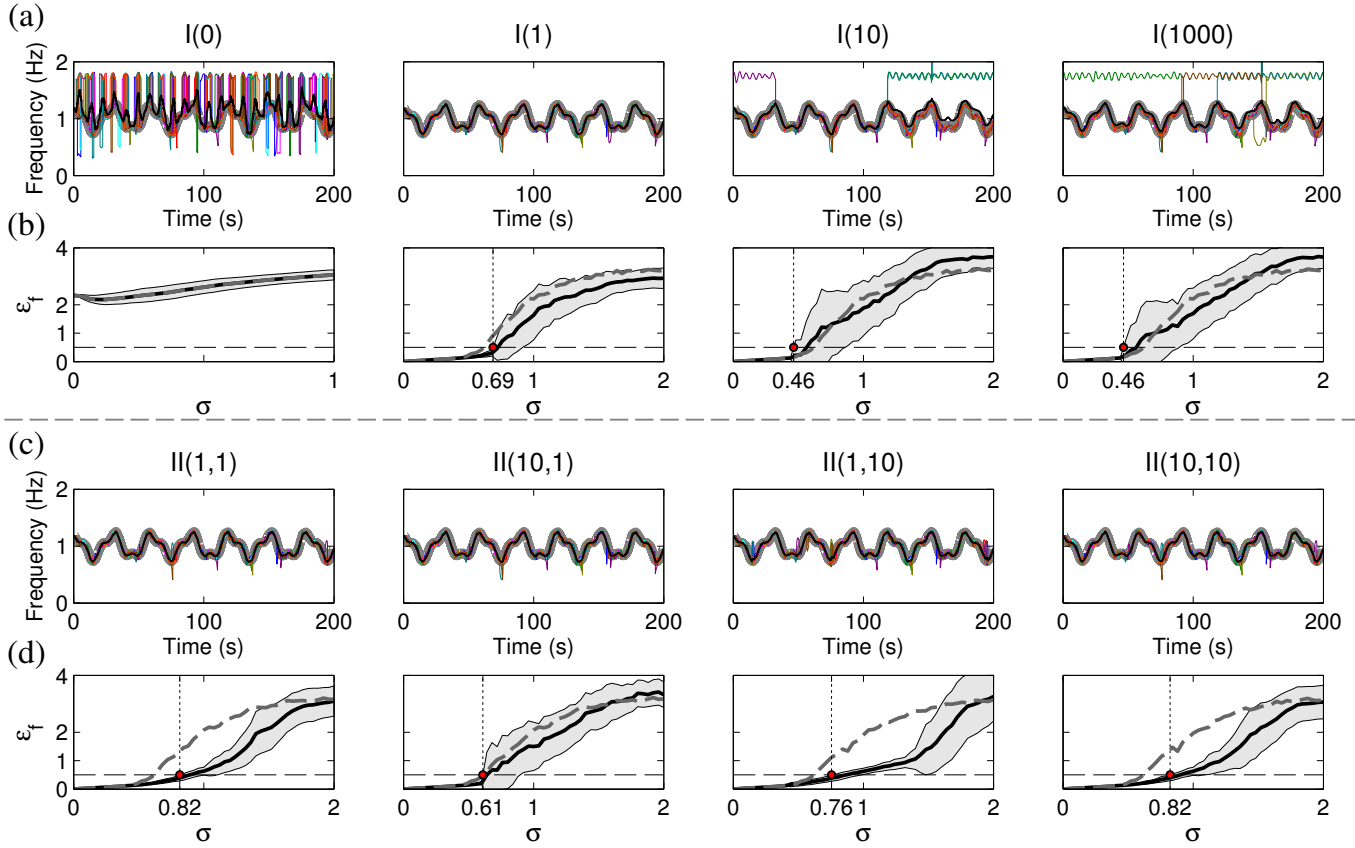 (a)
I(0) I(1) I(10) I(1000)
Frequency (Hz)
2
1
0
0 100 200 0 100 200 0 100 200 0 100 200
Time (s) Time (s) Time (s) Time (s)
(b)
ε_f
4
2
1
0
0 1 0 0.69 1 2 0 0.46 1 2 0 0.46 1 2
σ σ σ σ
(c)
II(1,1) II(10,1) II(1,10) II(10,10)
Frequency (Hz)
2
1
0
0 100 200 0 100 200 0 100 200 0 100 200
Time (s) Time (s) Time (s) Time (s)
(d)
ε_f
4
2
1
0
0 0.82 2 0 0.61 1 2 0 0.76 1 2 0 0.82 2
σ σ σ σ